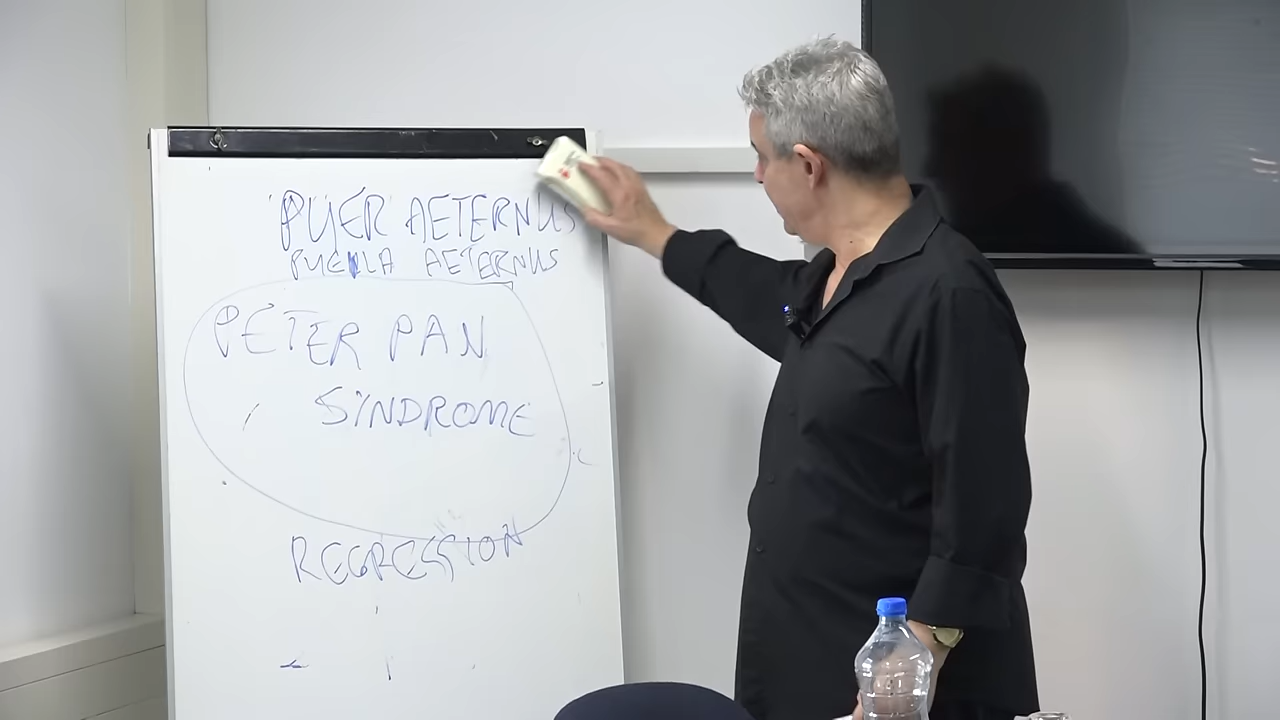 PUER AETERNUS
PUELLA AETERNUS
PETER PAN
SYNDROME
REGRESSION